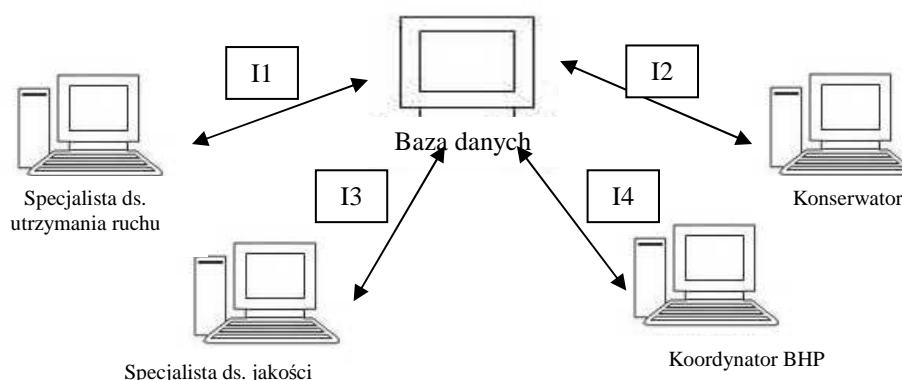 I1
I2
Baza danych
Specjalista ds.
utrzymania ruchu
Konserwator
I3
I4
Specjalista ds. jakości
Koordynator BHP